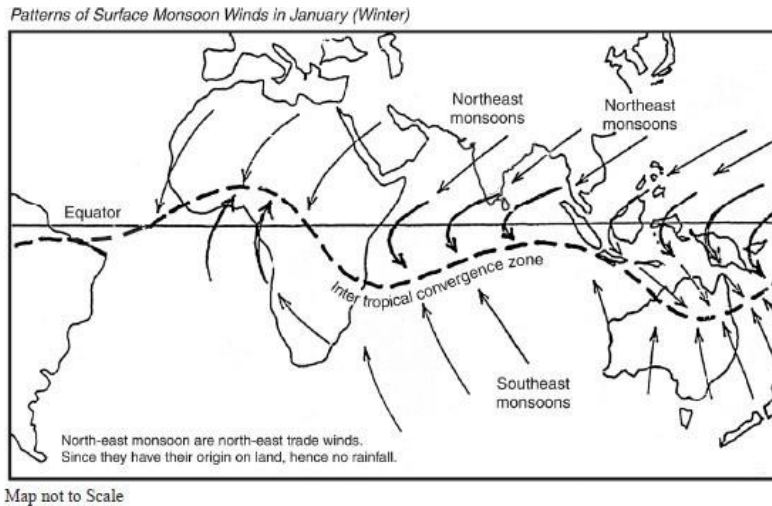 Patterns of Surface Monsoon Winds in January (Winter)
Northeast
monsoons
Northeast
monsoons
Equator
Inter tropical convergence zone
Southeast
monsoons
North-east monsoon are north-east trade winds.
Since they have their origin on land, hence no rainfall.
Map not to Scale